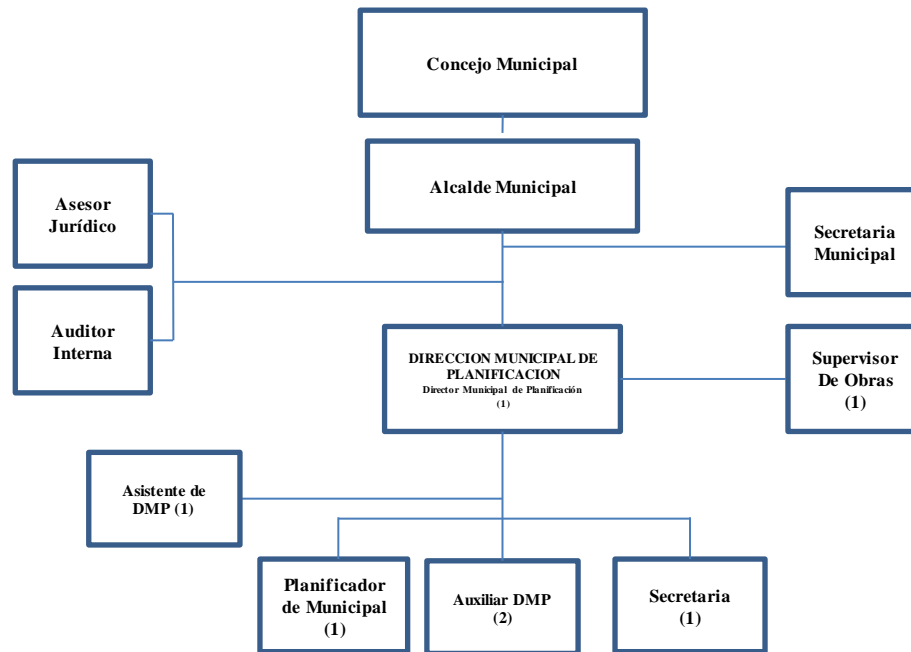 Concejo Municipal
Alcalde Municipal
Asesor
Jurídico
Secretaria
Municipal
Auditor
Interna
DIRECCION MUNICIPAL DE
PLANIFICACION
Director Municipal de Planificación
(1)
Supervisor
De Obras
(1)
Asistente de
DMP (1)
Planificador
de Municipal
(1)
Auxiliar DMP
(2)
Secretaria
(1)